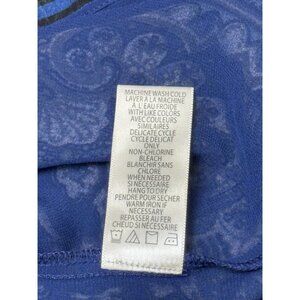 MACHINE WASH COLD
LAVER A LA MACHINE
À L'EAU FROIDE
WITH LIKE COLORS
AVEC COULEURS
SIMILAIRES
DELICATE CYCLE
CYCLE DELICAT
ONLY
NON-CHLORINE
BLEACH
BLANCHIR SANS
CHLORE
WHEN NEEDED
SI NÉCESSAIRE
HANG TO DRY
PENDRE POUR SECHER
WARM IRON IF
NECESSARY
REPASSER AU FER
CHAUD SI NECESSAIRE